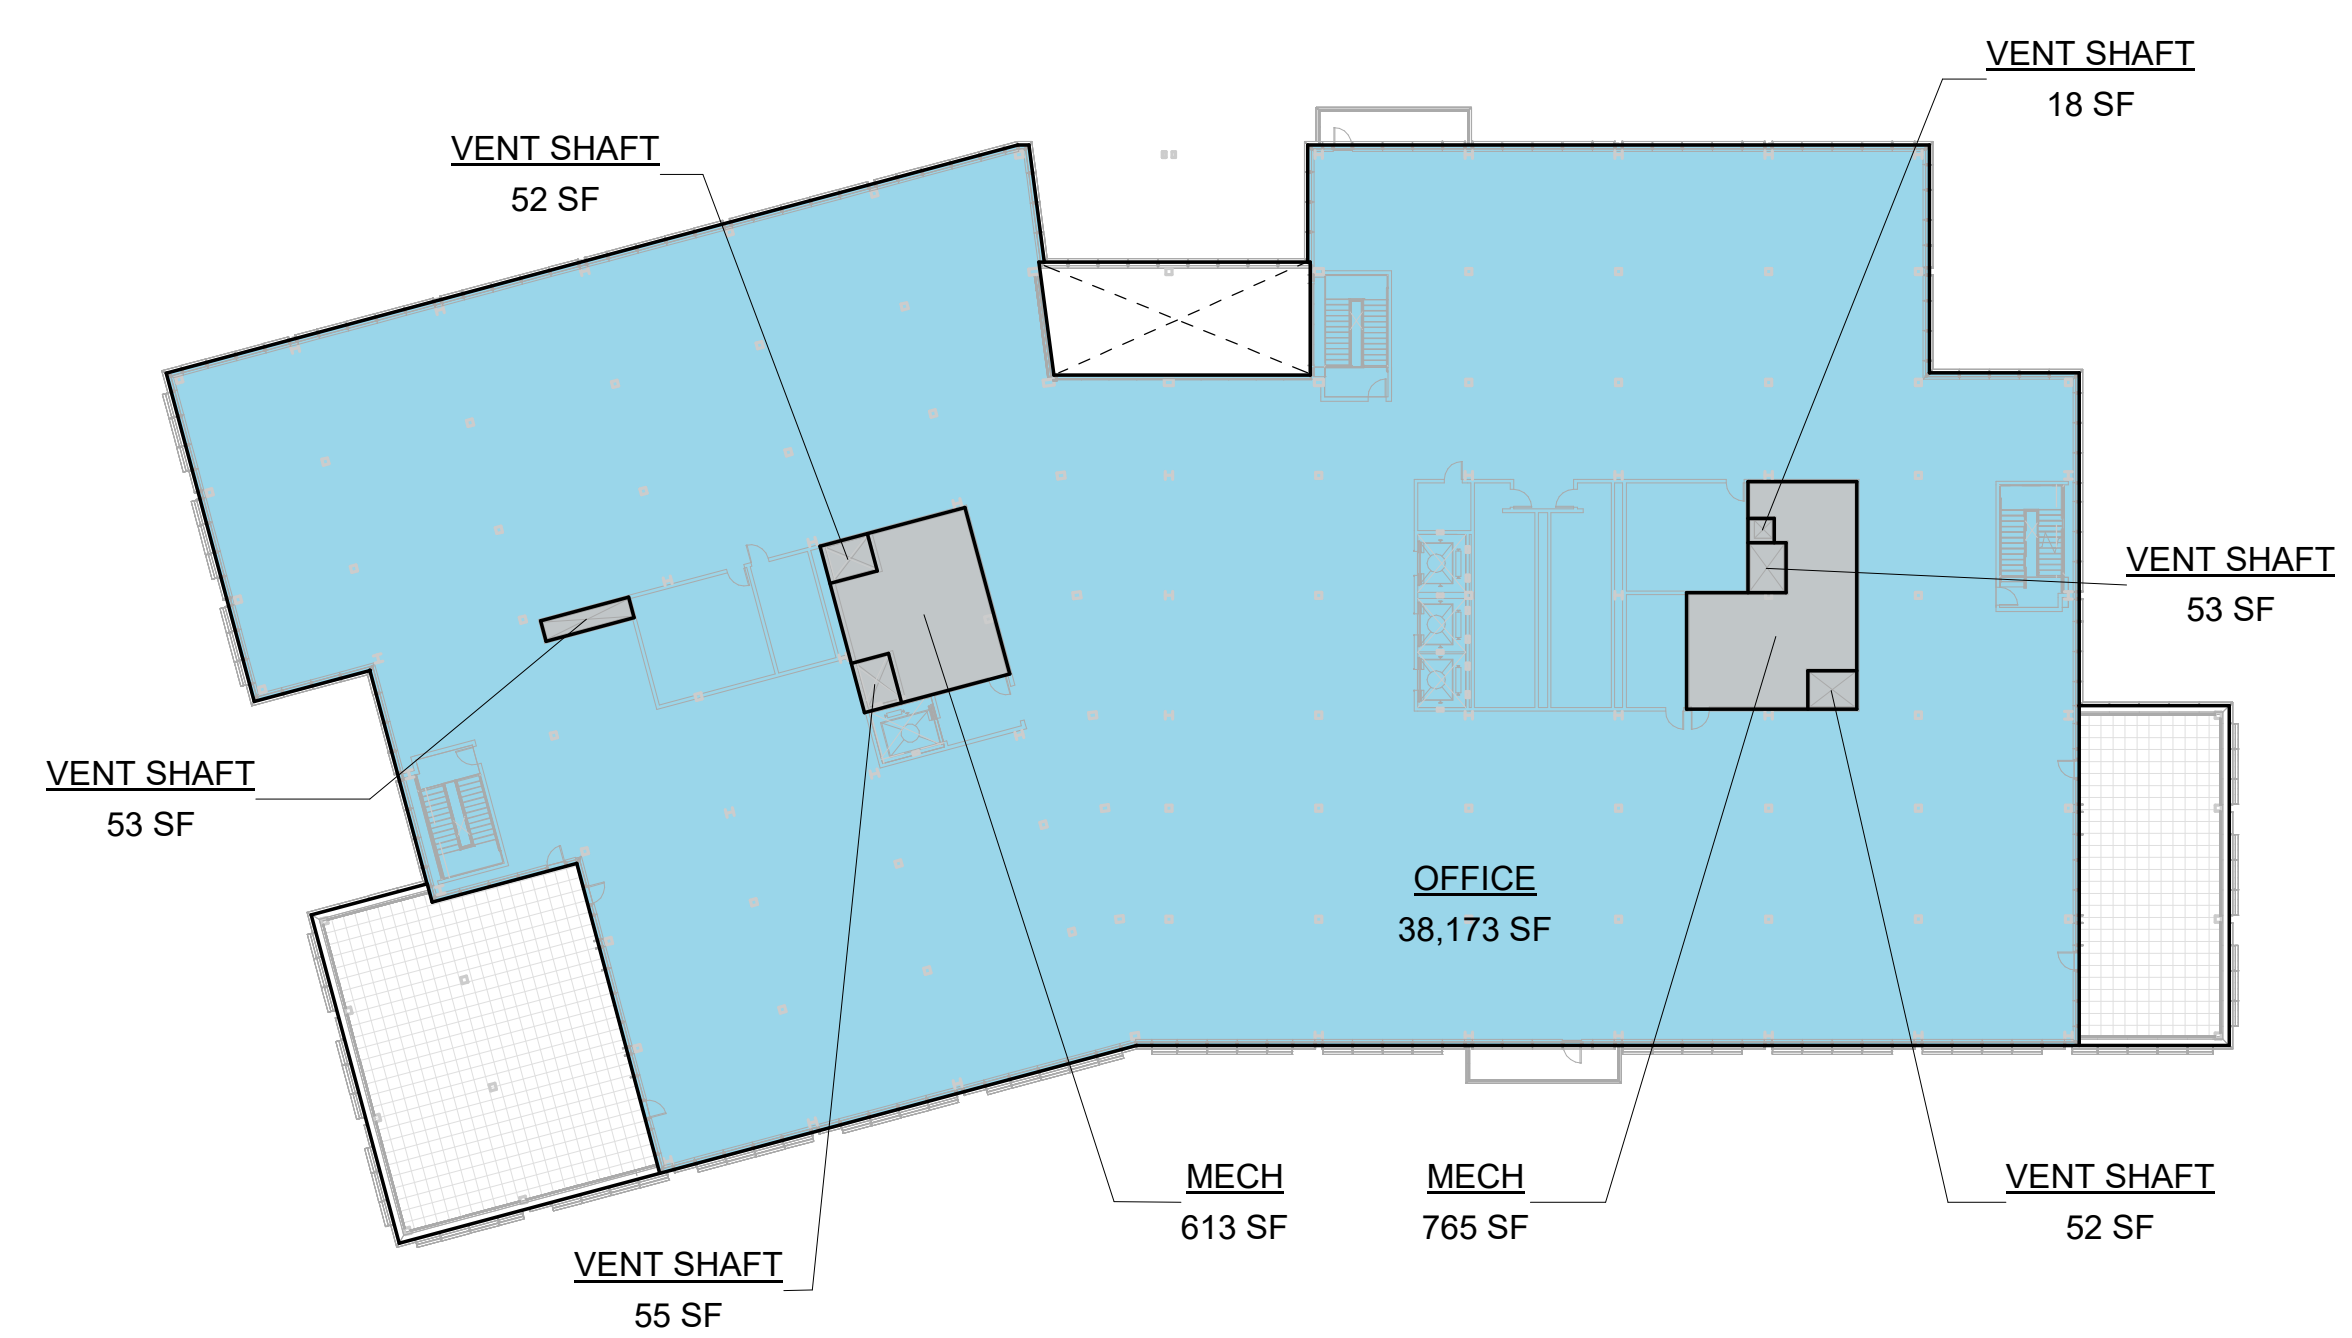 VENT SHAFT
18 SF
VENT SHAFT
52 SF
VENT SHAFT
53 SF
VENT SHAFT
53 SF
OFFICE
38,173 SF
MECH
613 SF
MECH
765 SF
VENT SHAFT
52 SF
VENT SHAFT
55 SF